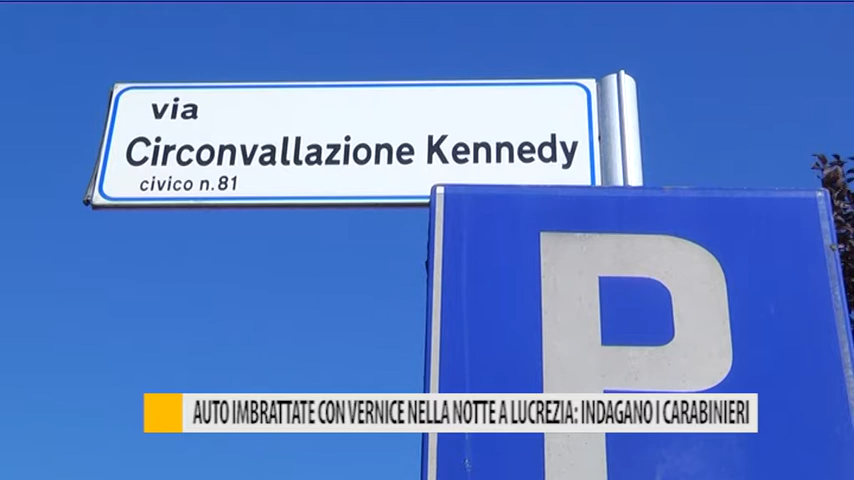 via
Circonvallazione Kennedy
civico n.81
P
AUTO IMBRATTATE CON VERNICE NELLA NOTTE A LUCREZIA: INDAGANO I CARABINIERI